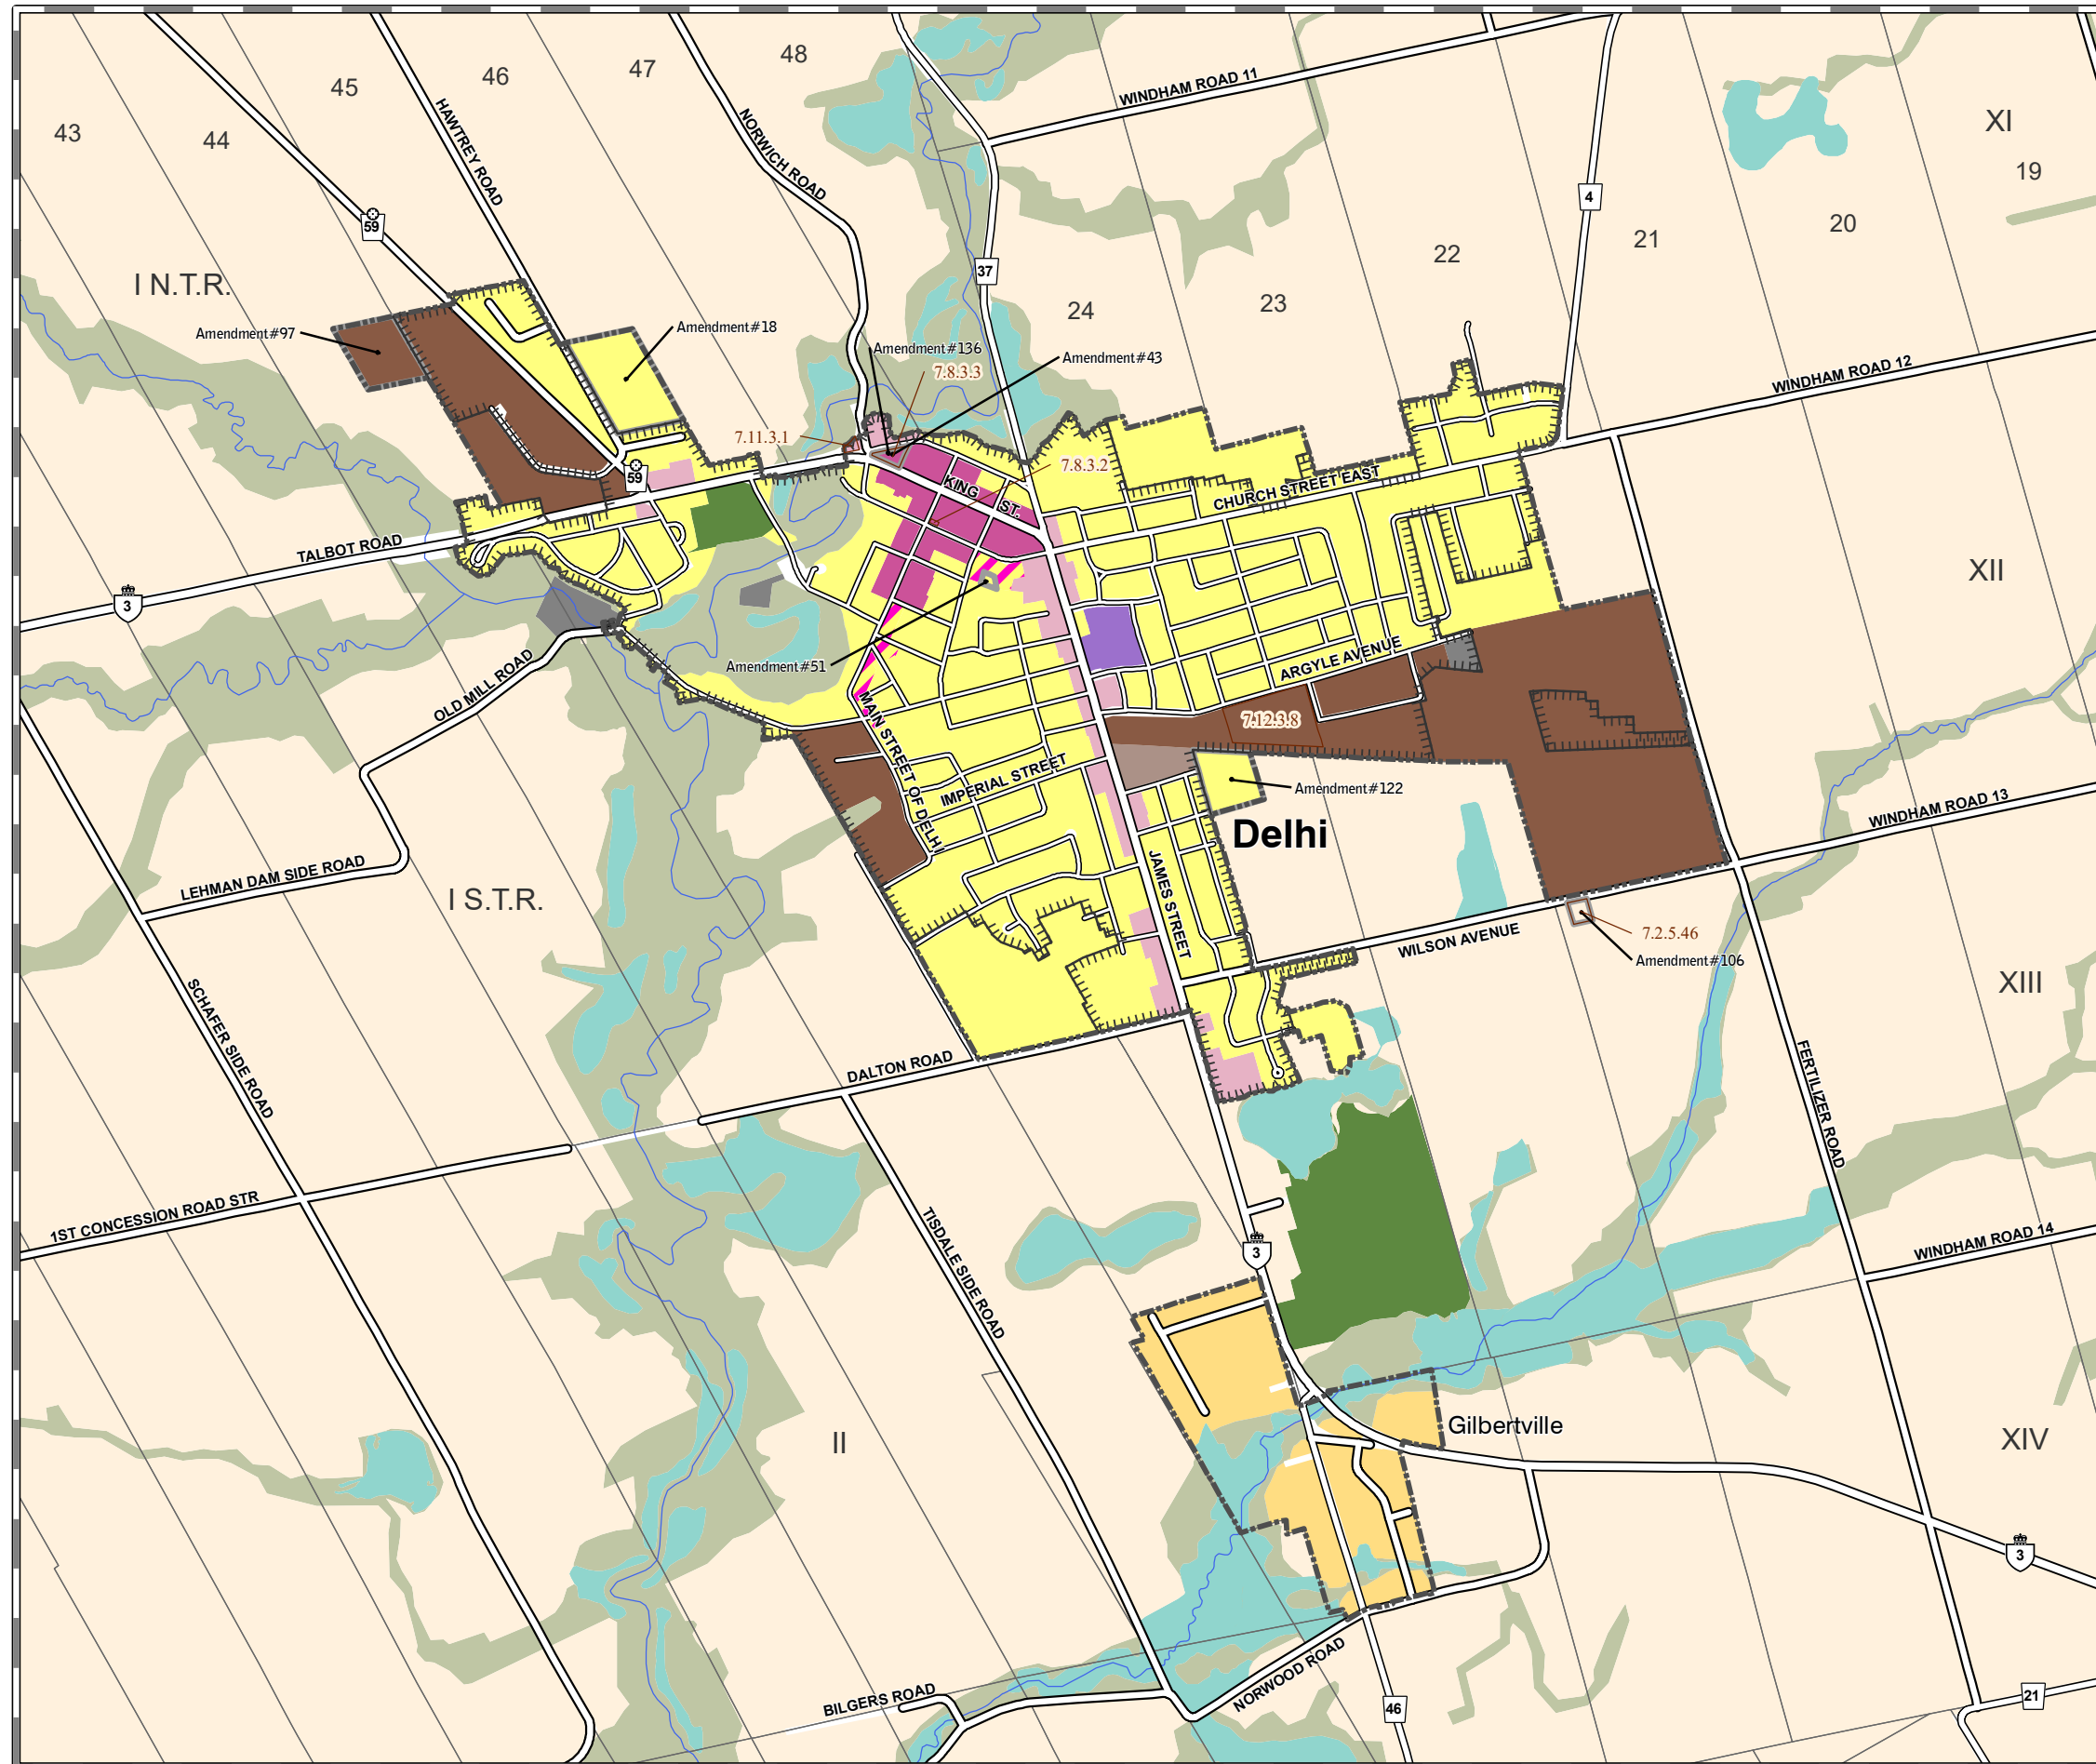 48
47
46
45
43
44
WINDHAM ROAD 11
HAWTREY ROAD
NORWICH ROAD
XI
19
59
4
20
21
22
37
I N.T.R.
23
24
Amendment#97
Amendment#18
Amendment#136
Amendment#43
7.8.3.3
WINDHAM ROAD 12
7.11.3.1
7.8.3.2
59
KING ST.
CHURCH STREET EAST
TALBOT ROAD
XII
3
Amendment#51
ARGYLE AVENUE
OLD MILL ROAD
7.12.3.8
MAIN STREET OF DELHI
IMPERIAL STREET
Amendment#122
WINDHAM ROAD 13
Delhi
LEHMAN DAM SIDE ROAD
I S.T.R.
JAMES STREET
WILSON AVENUE
7.2.5.46
Amendment#106
XIII
SCHAFER SIDE ROAD
DALTON ROAD
FERTILIZER ROAD
1ST CONCESSION ROAD STR
TISDALE SIDE ROAD
3
WINDHAM ROAD 14
II
Gilbertville
XIV
3
NORWOOD ROAD
BILGERS ROAD
46
21